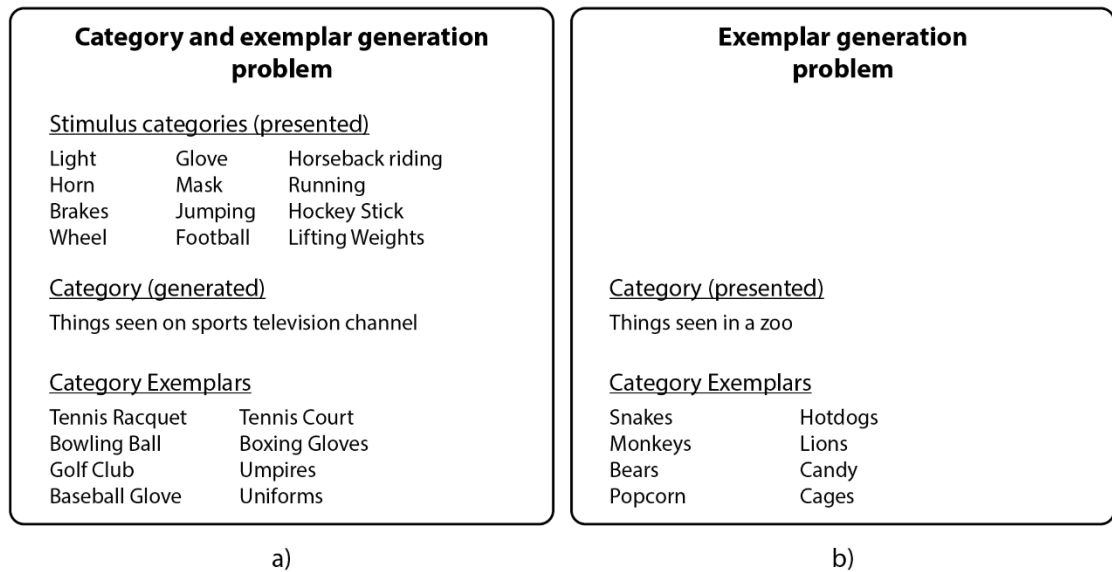 Category and exemplar generation
problem
Stimulus categories (presented)
Light Glove Horseback riding
Horn Mask Running
Brakes Jumping Hockey Stick
Wheel Football Lifting Weights
Category (generated)
Things seen on sports television channel
Category Exemplars
Tennis Racquet Tennis Court
Bowling Ball Boxing Gloves
Golf Club Umpires
Baseball Glove Uniforms
a)
Exemplar generation
problem
Category (presented)
Things seen in a zoo
Category Exemplars
Snakes Hotdogs
Monkeys Lions
Bears Candy
Popcorn Cages
b)